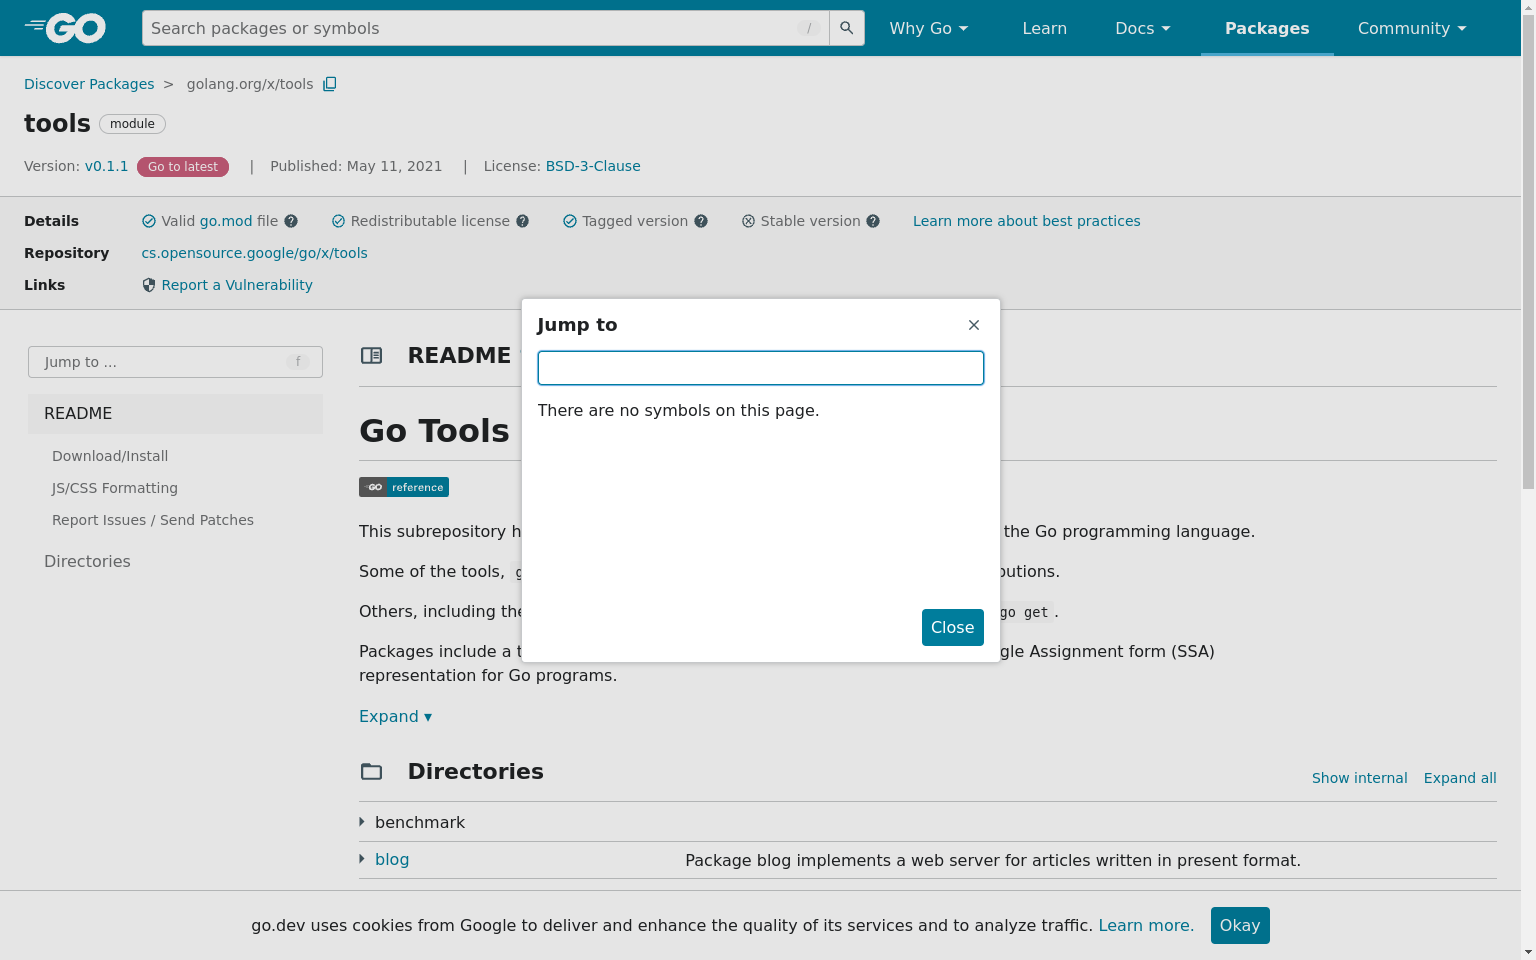 GO
Search packages or symbols
/
Why Go
Learn
Docs
Packages
Community
Discover Packages > golang.org/x/tools
tools module
Version: v0.1.1 Go to latest | Published: May 11, 2021 | License: BSD-3-Clause
Details Valid go.mod file Redistributable license Tagged version Stable version Learn more about best practices
Repository cs.opensource.google/go/x/tools
Links Report a Vulnerability
Jump to ... f
README
Download/Install
JS/CSS Formatting
Report Issues / Send Patches
Directories
README
Go Tools
GO reference
This subrepository h
the Go programming language.
Some of the tools,
butions.
Others, including the
go get.
Packages include a t
gle Assignment form (SSA)
representation for Go programs.
Expand ▾
Jump to
There are no symbols on this page.
Close
Directories
Show internal Expand all
benchmark
blog Package blog implements a web server for articles written in present format.
go.dev uses cookies from Google to deliver and enhance the quality of its services and to analyze traffic. Learn more. Okay